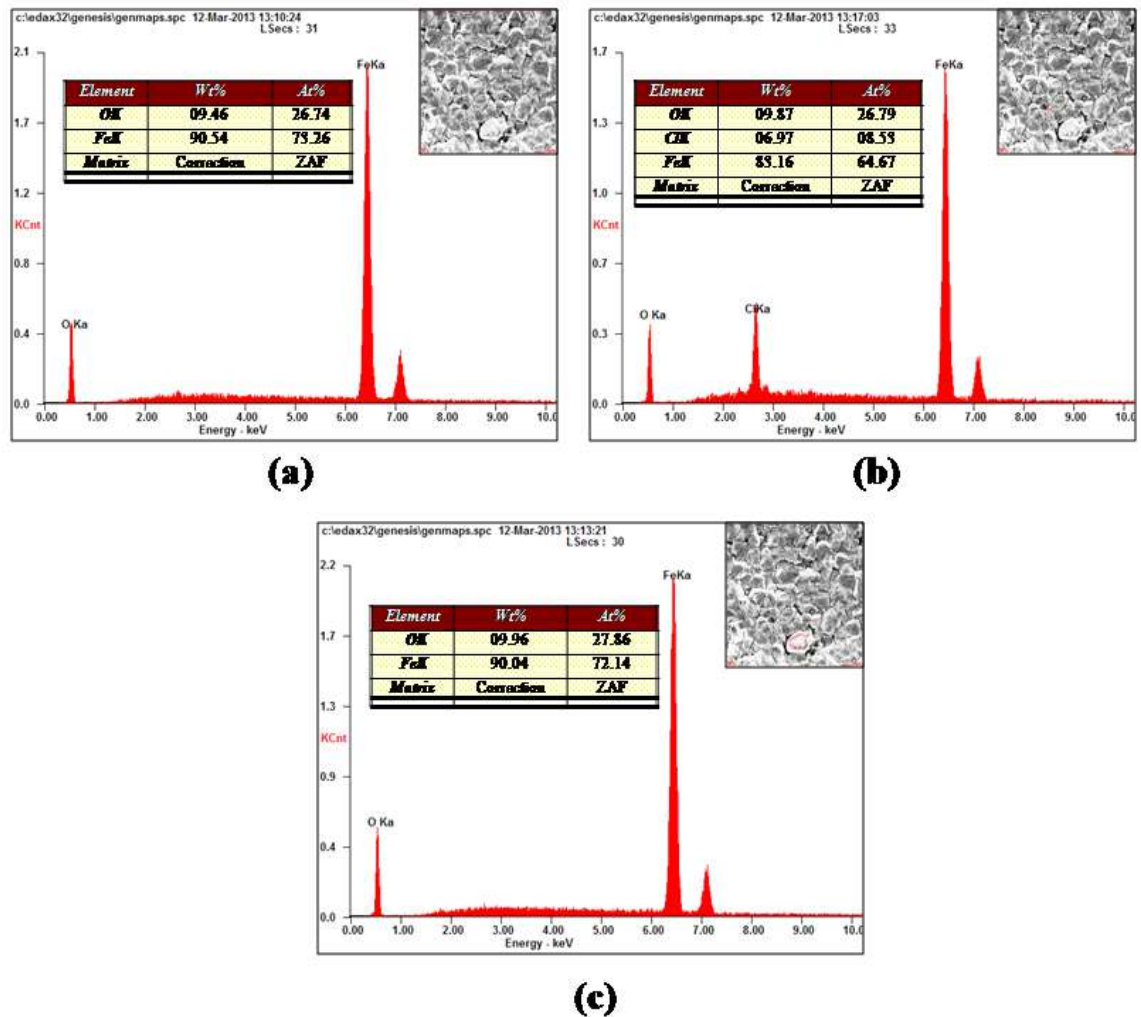 c:\edax32\genesis\genmaps.spc 12-Mar-2013 13:10:24
LSecs : 31
2.1
1.7
1.2
KCnt
0.8
0.4
0.0
FeKa
O Ka
Element Wt% At%
OK 09.46 26.74
FeK 90.54 73.26
Matrix Correction ZAF
0.00 1.00 2.00 3.00 4.00 5.00 6.00 7.00 8.00 9.00 10.0
Energy - keV
(a)
c:\edax32\genesis\genmaps.spc 12-Mar-2013 13:17:03
LSecs : 33
1.7
1.3
1.0
KCnt
0.7
0.3
0.0
FeKa
O Ka
ClKa
Element Wt% At%
OK 09.87 26.79
ClK 06.97 08.53
FeK 83.16 64.67
Matrix Correction ZAF
0.00 1.00 2.00 3.00 4.00 5.00 6.00 7.00 8.00 9.00 10.0
Energy - keV
(b)
c:\edax32\genesis\genmaps.spc 12-Mar-2013 13:13:21
LSecs : 30
2.2
1.7
1.3
KCnt
0.9
0.4
0.0
FeKa
O Ka
Element Wt% At%
OK 09.96 27.86
FeK 90.04 72.14
Matrix Correction ZAF
0.00 1.00 2.00 3.00 4.00 5.00 6.00 7.00 8.00 9.00 10.0
Energy - keV
(c)